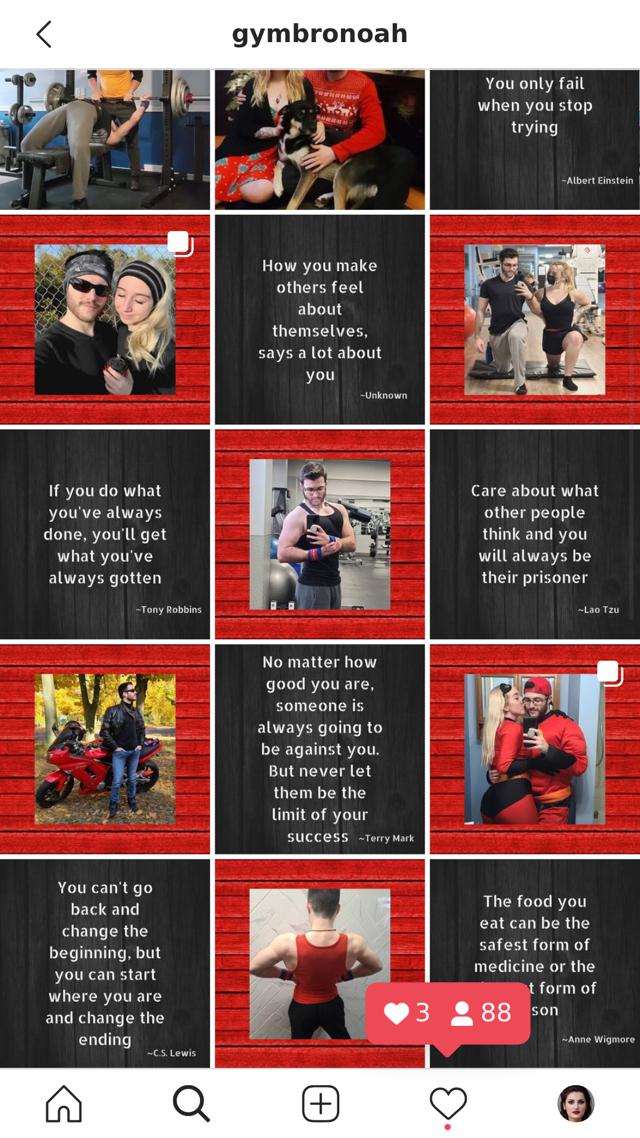 gymbronoah
You only fail
when you stop
trying
~Albert Einstein
How you make
others feel
about
themselves,
says a lot about
you
~Unknown
If you do what
you've always
done, you'll get
what you've
always gotten
~Tony Robbins
Care about what
other people
think and you
will always be
their prisoner
~Lao Tzu
No matter how
good you are,
someone is
always going to
be against you.
But never let
them be the
limit of your
success ~Terry Mark
You can't go
back and
change the
beginning, but
you can start
where you are
and change the
ending
~C.S. Lewis
The food you
eat can be the
safest form of
medicine or the
form of
~Anne Wigmore
3 88